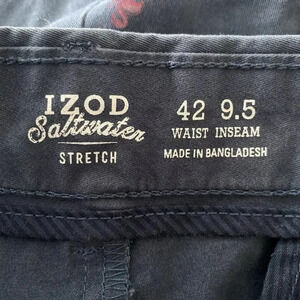 IZOD
Saltwater
STRETCH
42 9.5
WAIST INSEAM
MADE IN BANGLADESH